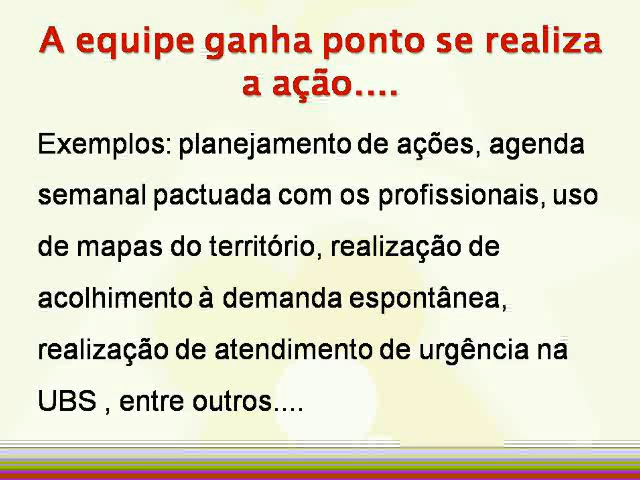 A equipe ganha ponto se realiza
a ação....
Exemplos: planejamento de ações, agenda
semanal pactuada com os profissionais, uso
de mapas do território, realização de
acolhimento à demanda espontânea,
realização de atendimento de urgência na
UBS , entre outros....